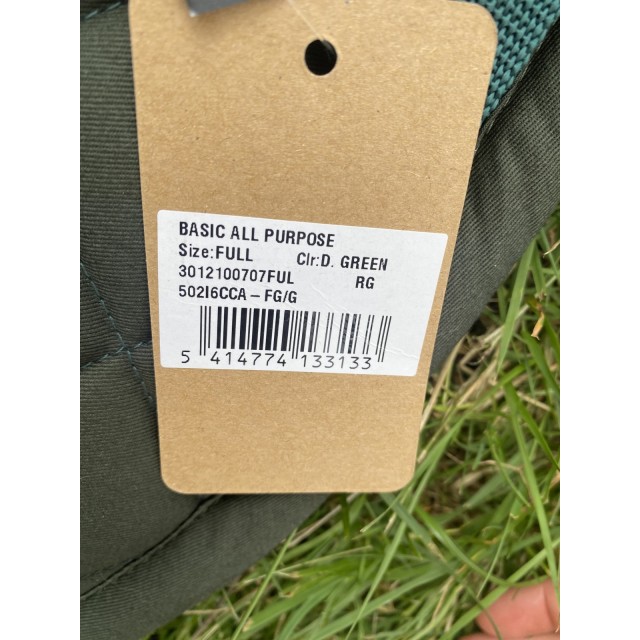 BASIC ALL PURPOSE
Size:FULL Clr:D. GREEN
3012100707FUL RG
502I6CCA – FG/G
5 414774 133133